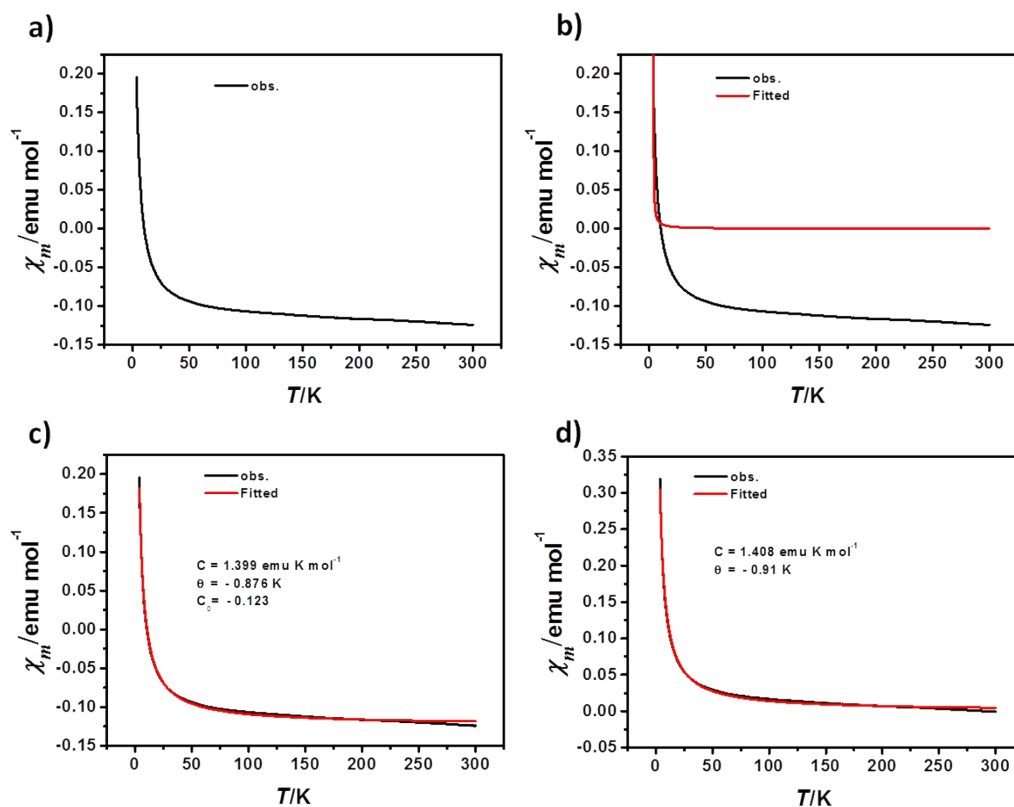 a)
obs.
0.20
0.15
0.10
0.05
0.00
-0.05
-0.10
-0.15
χm/emu mol-1
0 50 100 150 200 250 300
T/K
b)
obs.
Fitted
0.20
0.15
0.10
0.05
0.00
-0.05
-0.10
-0.15
χm/emu mol-1
0 50 100 150 200 250 300
T/K
c)
obs.
Fitted
C = 1.399 emu K mol-1
θ = - 0.876 K
C0= - 0.123
0.20
0.15
0.10
0.05
0.00
-0.05
-0.10
-0.15
χm/emu mol-1
0 50 100 150 200 250 300
T/K
d)
obs.
Fitted
C = 1.408 emu K mol-1
θ = - 0.91 K
0.35
0.30
0.25
0.20
0.15
0.10
0.05
0.00
-0.05
χm/emu mol-1
0 50 100 150 200 250 300
T/K